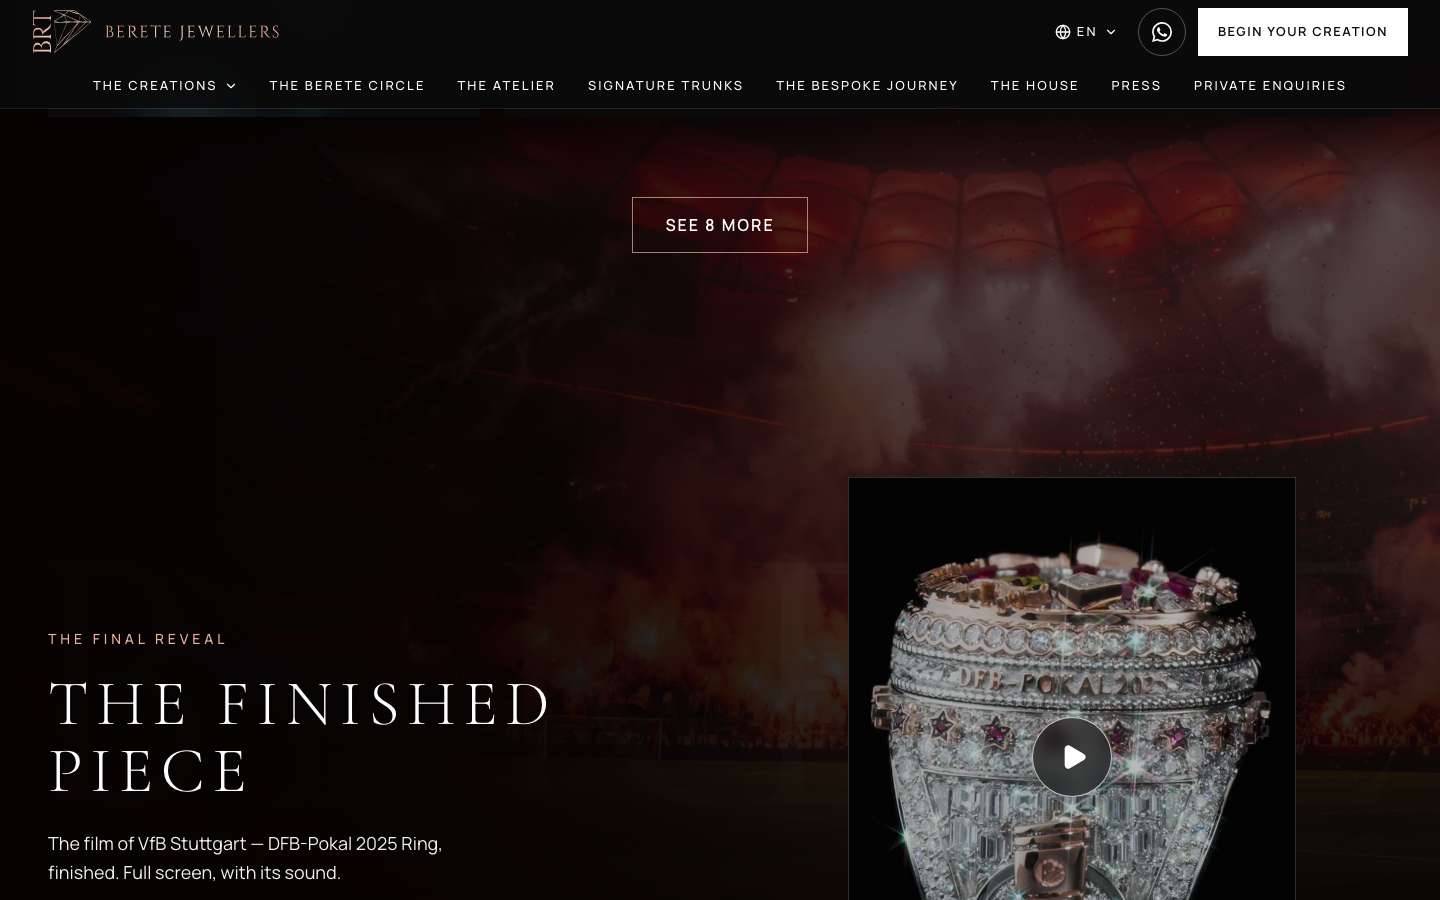 BRT
BERETE JEWELLERS
EN
BEGIN YOUR CREATION
THE CREATIONS
THE BERETE CIRCLE
THE ATELIER
SIGNATURE TRUNKS
THE BESPOKE JOURNEY
THE HOUSE
PRESS
PRIVATE ENQUIRIES
SEE 8 MORE
THE FINAL REVEAL
THE FINISHED
PIECE
The film of VfB Stuttgart — DFB-Pokal 2025 Ring,
finished. Full screen, with its sound.
DFB POKAL